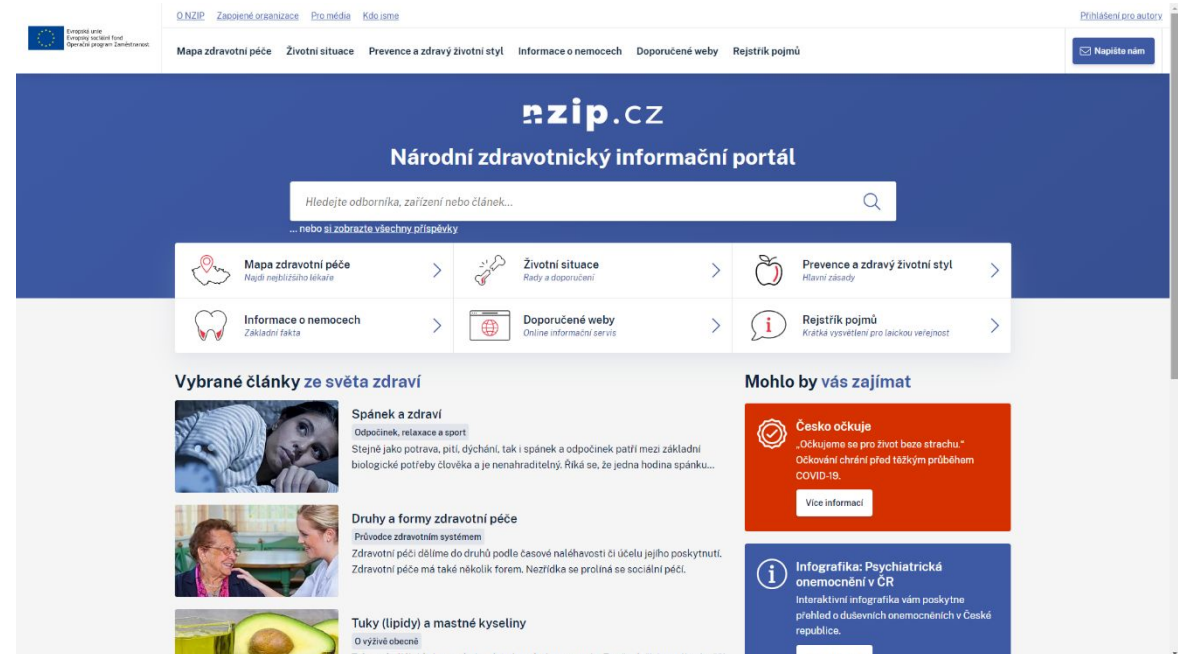 O NZIP Zapojené organizace Pro média Kdo jsme Přihlášení pro autory
Evropská unie
Evropský sociální fond
Operační program Zaměstnanost
Mapa zdravotní péče Životní situace Prevence a zdravý životní styl Informace o nemocech Doporučené weby Rejstřík pojmů Napište nám
nzip.cz
Národní zdravotnický informační portál
Hledejte odborníka, zařízení nebo článek...
... nebo si zobrazte všechny příspěvky
Mapa zdravotní péče
Najdi nejbližšího lékaře
Životní situace
Rady a doporučení
Prevence a zdravý životní styl
Hlavní zásady
Informace o nemocech
Základní fakta
Doporučené weby
Online informační servis
Rejstřík pojmů
Krátká vysvětlení pro laickou veřejnost
Vybrané články ze světa zdraví
Spánek a zdraví
Odpočinek, relaxace a sport
Stejně jako potrava, pití, dýchání, tak i spánek a odpočinek patří mezi základní
biologické potřeby člověka a je nenahraditelný. Říká se, že jedna hodina spánku...
Druhy a formy zdravotní péče
Průvodce zdravotním systémem
Zdravotní péči dělíme do druhů podle časové naléhavosti či účelu jejího poskytnutí.
Zdravotní péče má také několik forem. Nezřídka se prolíná se sociální péčí.
Tuky (lipidy) a mastné kyseliny
O výživě obecně
Mohlo by vás zajímat
Česko očkuje
„Očkujeme se pro život beze strachu."
Očkování chrání před těžkým průběhem
COVID-19.
Více informací
Infografika: Psychiatrická
onemocnění v ČR
Interaktivní infografika vám poskytne
přehled o duševních onemocněních v České
republice.